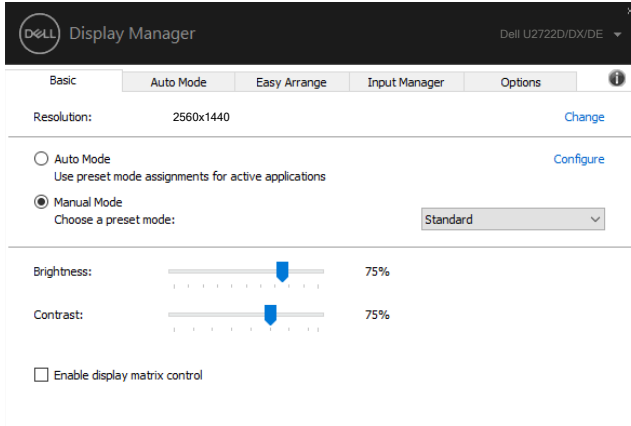 DELL Display Manager Dell U2722D/DX/DE
Basic Auto Mode Easy Arrange Input Manager Options
Resolution: 2560x1440 Change
Auto Mode Configure
Use preset mode assignments for active applications
Manual Mode
Choose a preset mode: Standard
Brightness: 75%
Contrast: 75%
Enable display matrix control